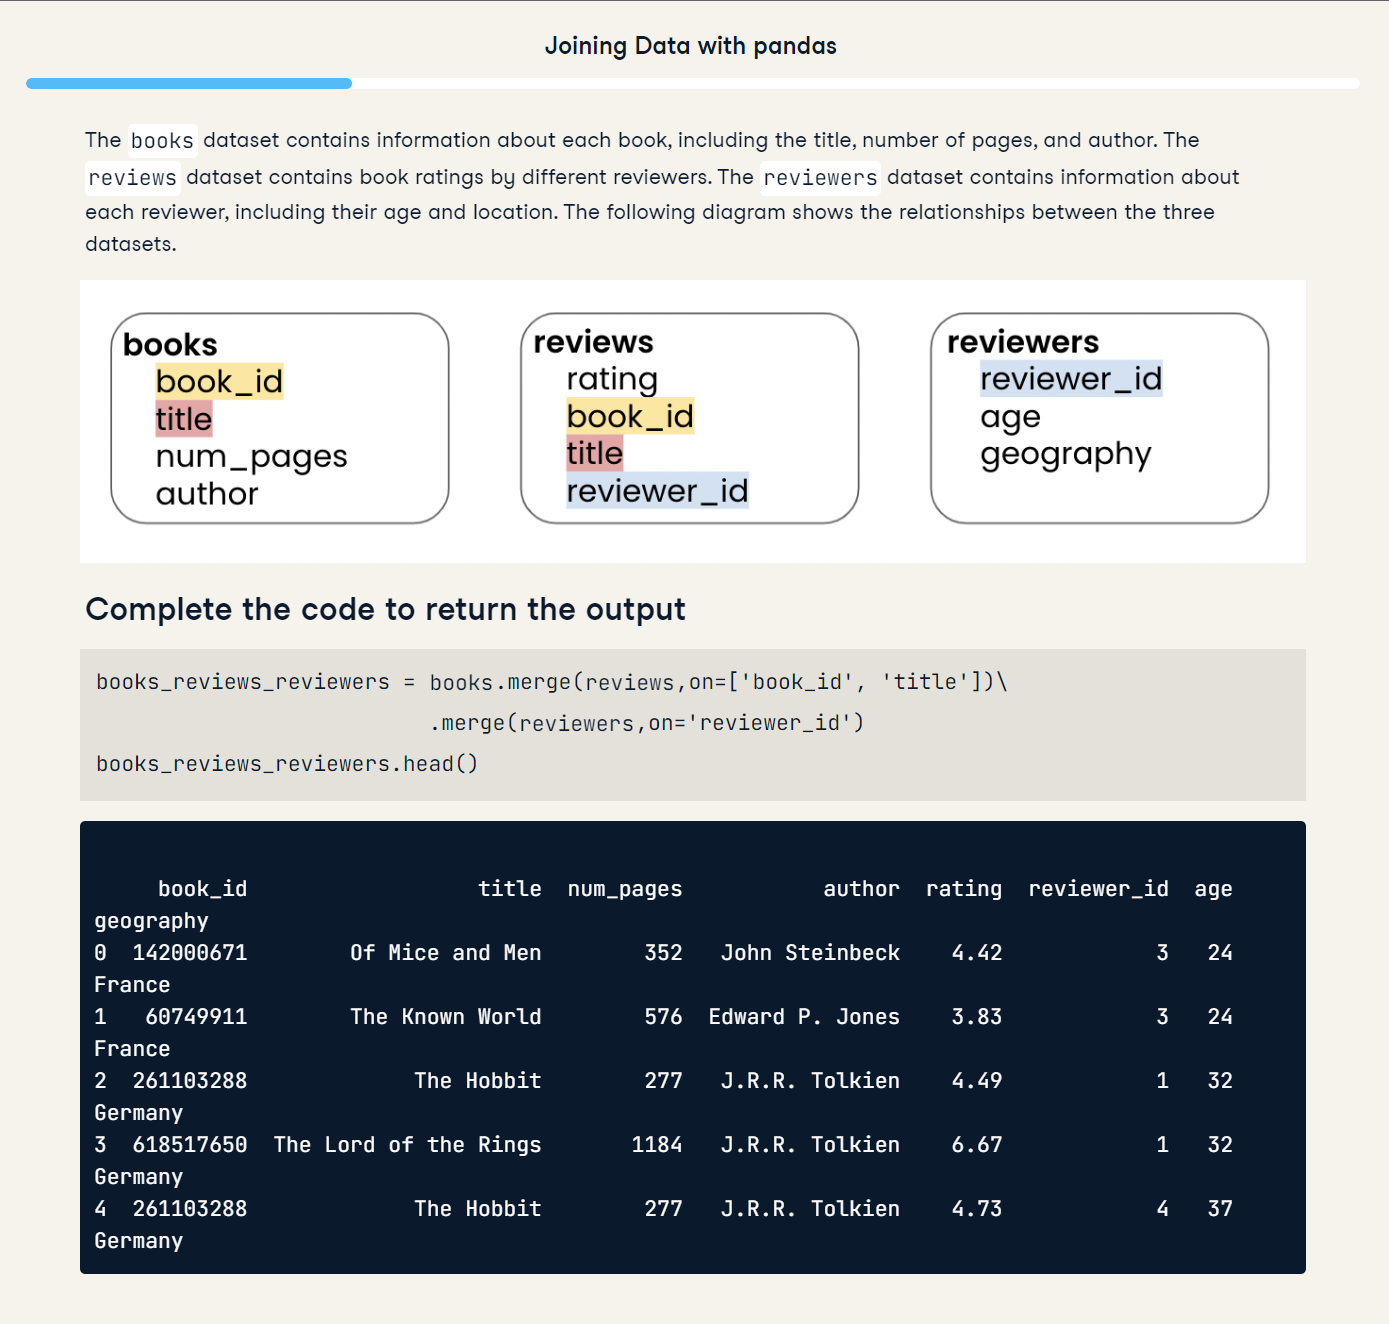 Joining Data with pandas
The books dataset contains information about each book, including the title, number of pages, and author. The
reviews dataset contains book ratings by different reviewers. The reviewers dataset contains information about
each reviewer, including their age and location. The following diagram shows the relationships between the three
datasets.
books
book_id
title
num_pages
author
reviews
rating
book_id
title
reviewer_id
reviewers
reviewer_id
age
geography
Complete the code to return the output
books_reviews_reviewers = books.merge(reviews,on=['book_id', 'title'])\
.merge(reviewers,on='reviewer_id')
books_reviews_reviewers.head()
book_id title num_pages author rating reviewer_id age
geography
0 142000671 Of Mice and Men 352 John Steinbeck 4.42 3 24
France
1 60749911 The Known World 576 Edward P. Jones 3.83 3 24
France
2 261103288 The Hobbit 277 J.R.R. Tolkien 4.49 1 32
Germany
3 618517650 The Lord of the Rings 1184 J.R.R. Tolkien 6.67 1 32
Germany
4 261103288 The Hobbit 277 J.R.R. Tolkien 4.73 4 37
Germany